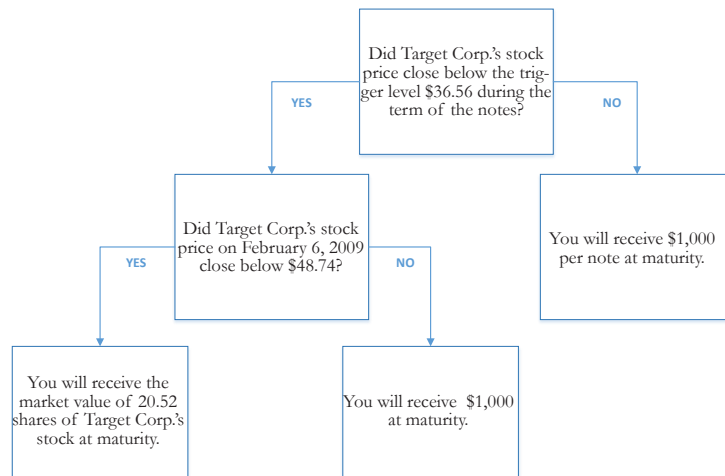 Did Target Corp.'s stock
price close below the trig-
ger level $36.56 during the
term of the notes?
YES
NO
Did Target Corp.'s stock
price on February 6, 2009
close below $48.74?
You will receive $1,000
per note at maturity.
YES
NO
You will receive the
market value of 20.52
shares of Target Corp.'s
stock at maturity.
You will receive $1,000
at maturity.